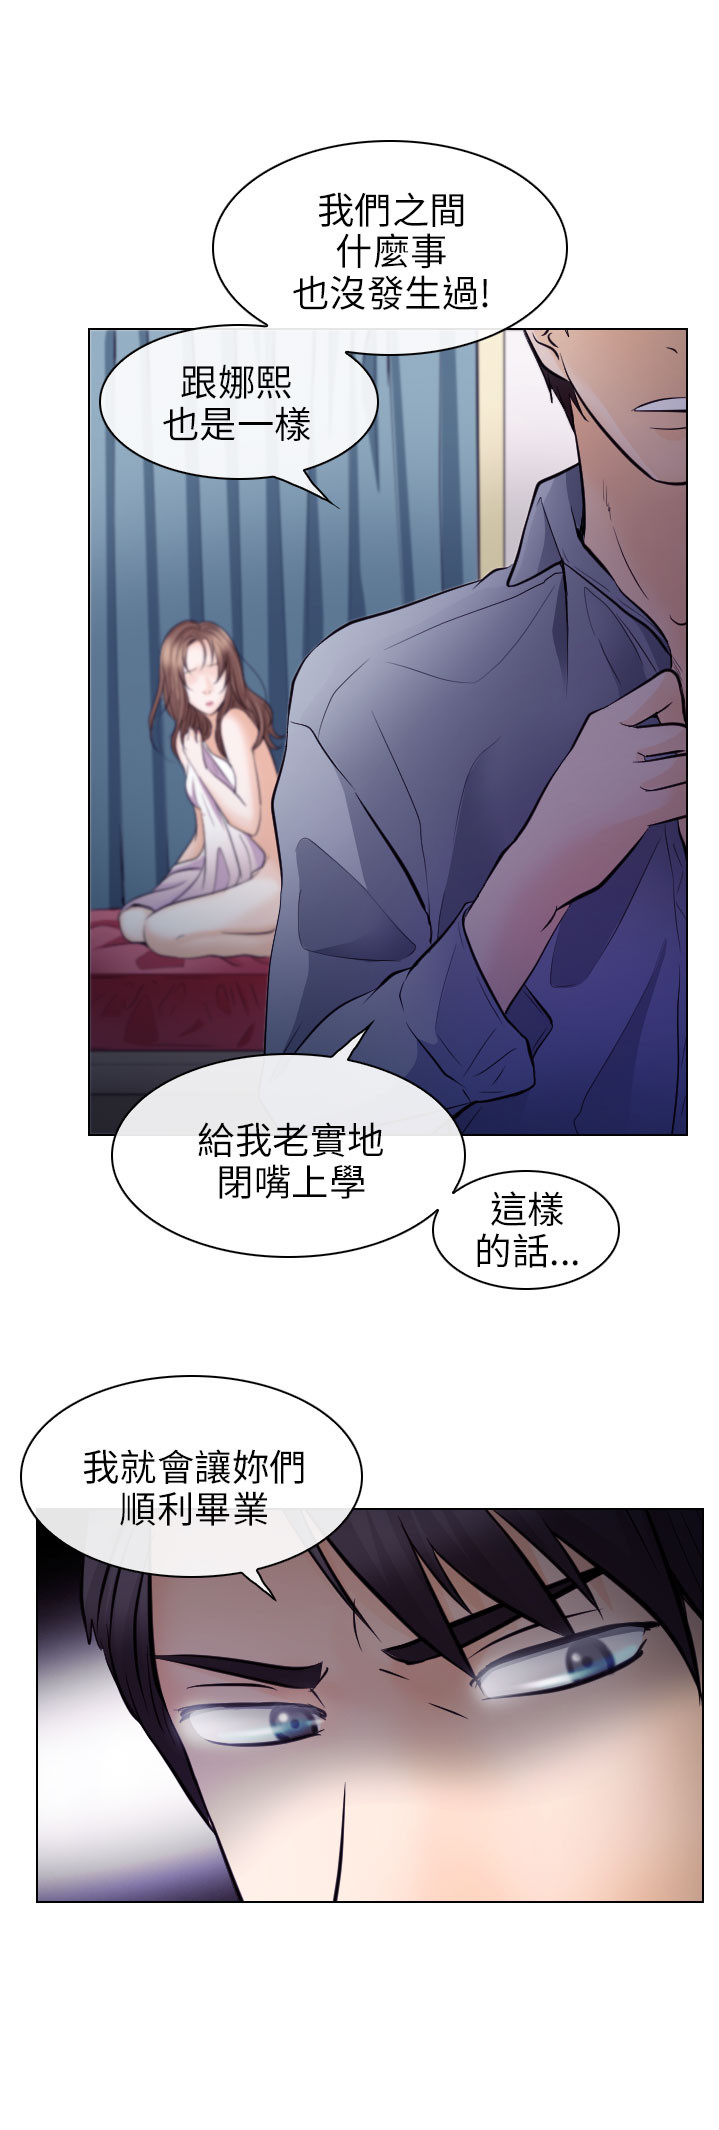 我們之間
什麼事
也沒發生過!
跟娜熙
也是一樣
給我老實地
閉嘴上學
這樣
的話...
我就會讓妳們
順利畢業